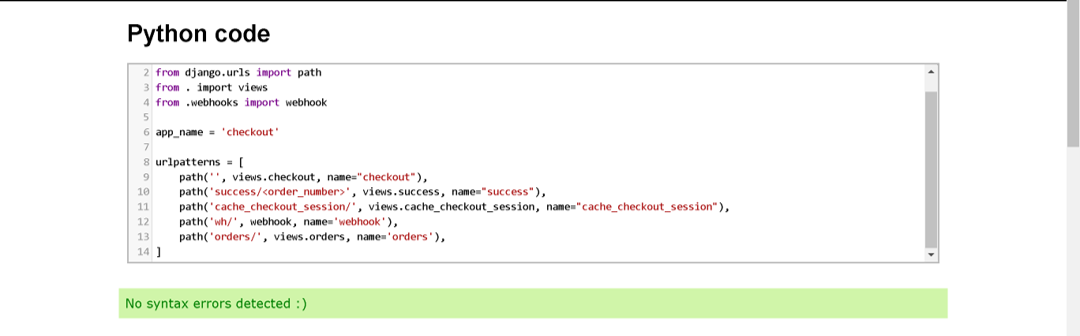 Python code
2 from django.urls import path
3 from . import views
4 from .webhooks import webhook
5
6 app_name = 'checkout'
7
8 urlpatterns = [
9     path('', views.checkout, name="checkout"),
10     path('success/<order_number>', views.success, name="success"),
11     path('cache_checkout_session/', views.cache_checkout_session, name="cache_checkout_session"),
12     path('wh/', webhook, name='webhook'),
13     path('orders/', views.orders, name='orders'),
14 ]
No syntax errors detected :)